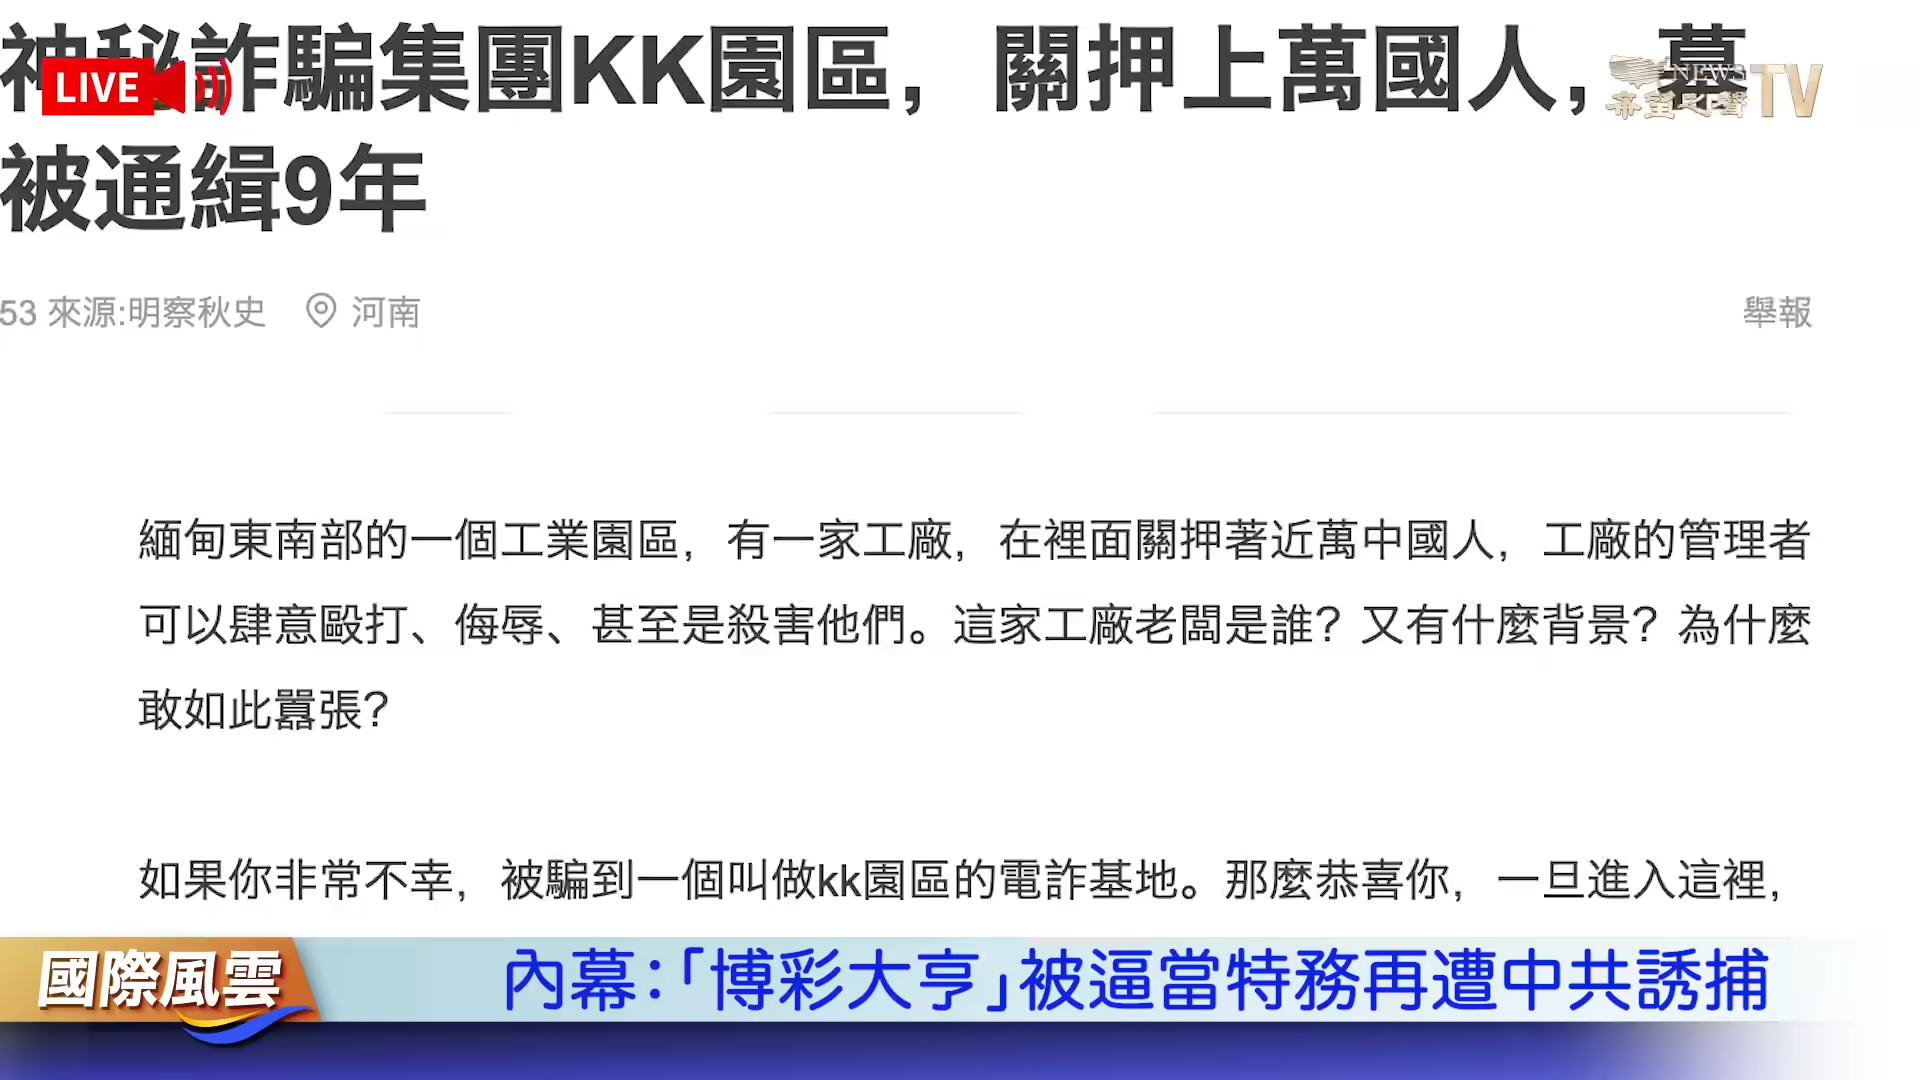 神秘詐騙集團KK園區，關押上萬國人，幕
LIVE
NEWS
希望之聲TV
被通緝9年
53 來源:明察秋史 河南
舉報
緬甸東南部的一個工業園區，有一家工廠，在裡面關押著近萬中國人，工廠的管理者
可以肆意毆打、侮辱、甚至是殺害他們。這家工廠老闆是誰？又有什麼背景？為什麼
敢如此囂張？
如果你非常不幸，被騙到一個叫做kk園區的電詐基地。那麼恭喜你，一旦進入這裡，
國際風雲
內幕：「博彩大亨」被逼當特務再遭中共誘捕